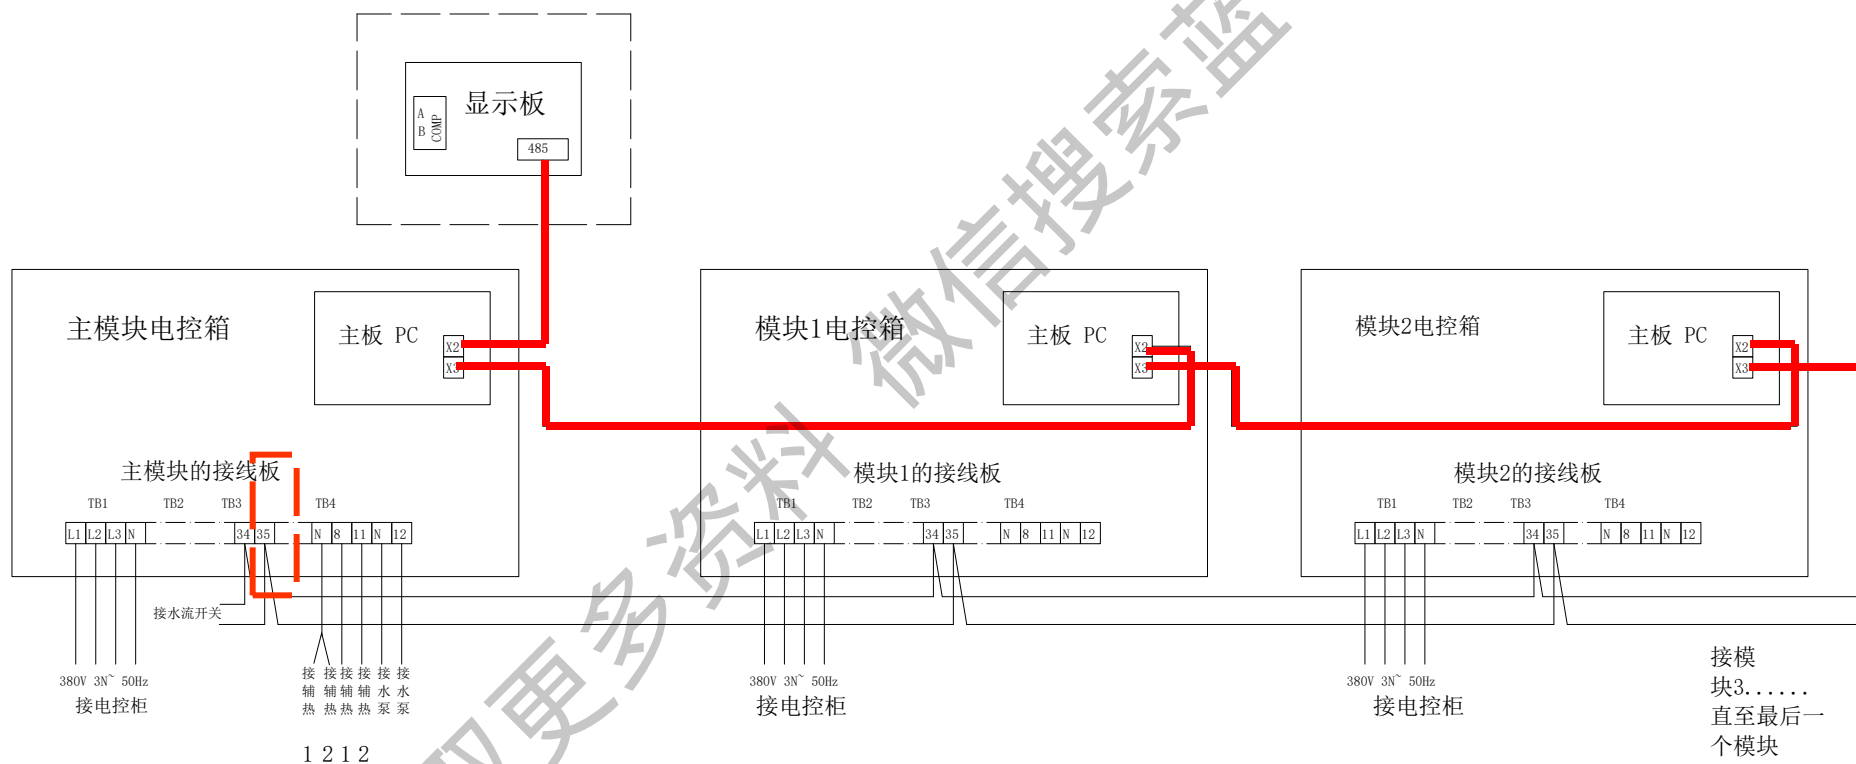 显示板
A
B
COMP
485
主模块电控箱
主板 PC
X2
X3
模块1电控箱
主板 PC
X2
X3
模块2电控箱
主板 PC
X2
X3
主模块的接线板
TB1 TB2 TB3 TB4
L1 L2 L3 N 34 35 N 8 11 N 12
模块1的接线板
TB1 TB2 TB3 TB4
L1 L2 L3 N 34 35 N 8 11 N 12
模块2的接线板
TB1 TB2 TB3 TB4
L1 L2 L3 N 34 35 N 8 11 N 12
接水流开关
380V 3N~ 50Hz
接电控柜
接辅热
接辅热
接辅热
接辅热
接水泵
接水泵
1 2 1 2
380V 3N~ 50Hz
接电控柜
380V 3N~ 50Hz
接电控柜
接模
块3......
直至最后一
个模块
取更多资料 微信搜索蓝